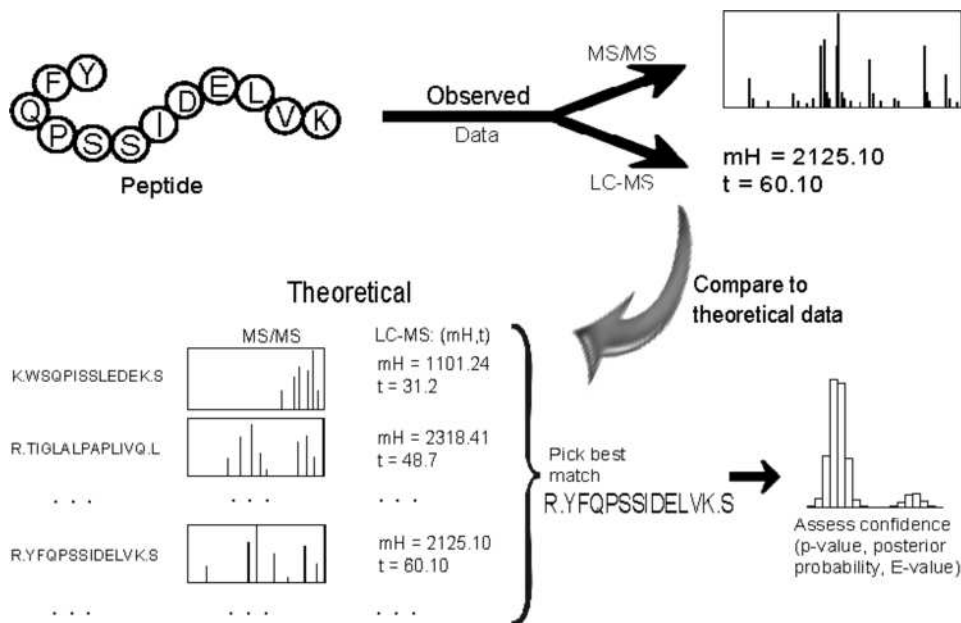 Y
F
Q
P
S
S
I
D
E
L
V
K
Peptide
Observed
Data
MS/MS
LC-MS
mH = 2125.10
t = 60.10
Compare to
theoretical data
Theoretical
MS/MS
LC-MS: (mH,t)
K.WSQPISSLEDEK.S
mH = 1101.24
t = 31.2
R.TIGLALPAPLIVQ.L
mH = 2318.41
t = 48.7
. . .
. . .
. . .
R.YFQPSSIDELVK.S
mH = 2125.10
t = 60.10
. . .
. . .
. . .
Pick best
match
R.YFQPSSIDELVK.S
Assess confidence
(p-value, posterior
probability, E-value)